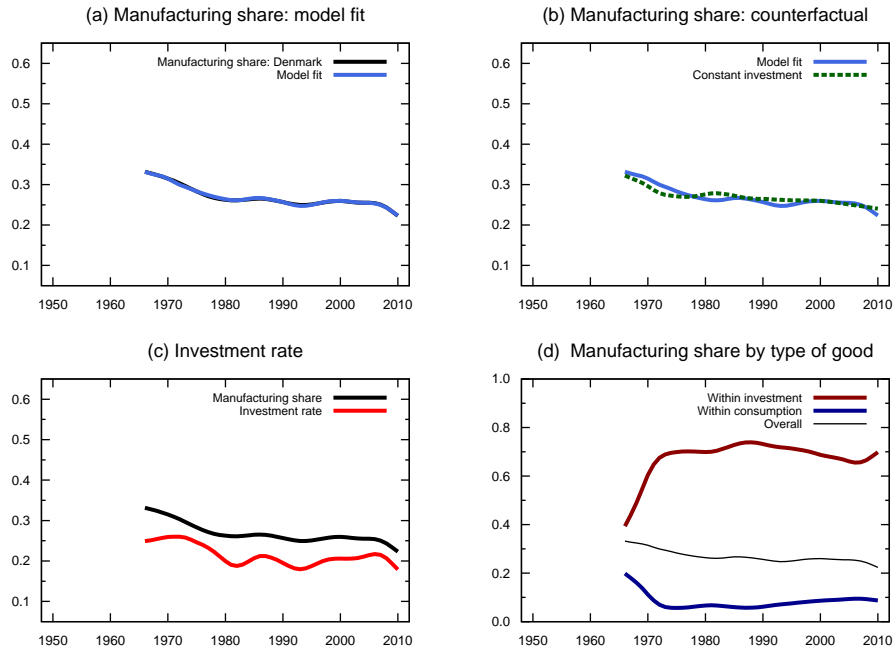 (a) Manufacturing share: model fit
Manufacturing share: Denmark
Model fit
0.6
0.5
0.4
0.3
0.2
0.1
1950 1960 1970 1980 1990 2000 2010
(b) Manufacturing share: counterfactual
Model fit
Constant investment
0.6
0.5
0.4
0.3
0.2
0.1
1950 1960 1970 1980 1990 2000 2010
(c) Investment rate
Manufacturing share
Investment rate
0.6
0.5
0.4
0.3
0.2
0.1
1950 1960 1970 1980 1990 2000 2010
(d) Manufacturing share by type of good
Within investment
Within consumption
Overall
1.0
0.8
0.6
0.4
0.2
0.0
1950 1960 1970 1980 1990 2000 2010